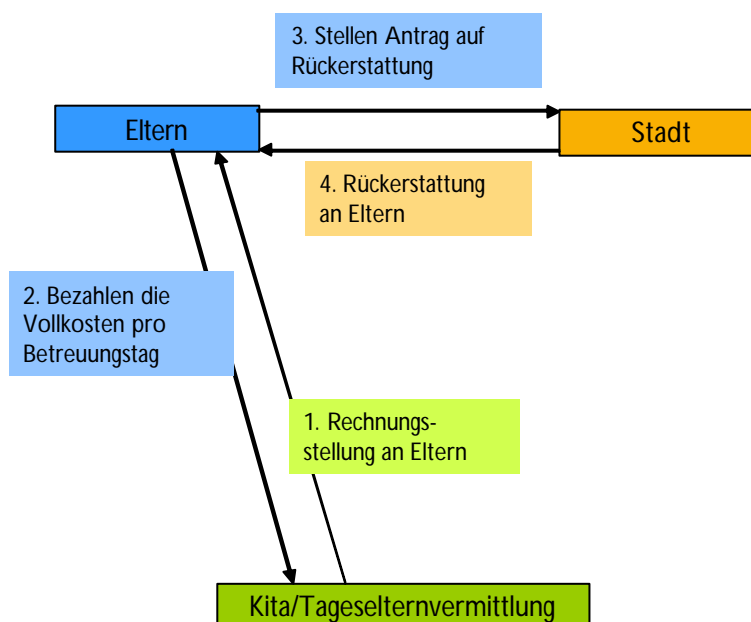 3. Stellen Antrag auf
Rückerstattung
Eltern
Stadt
4. Rückerstattung
an Eltern
2. Bezahlen die
Vollkosten pro
Betreuungstag
1. Rechnungs-
stellung an Eltern
Kita/Tageselternvermittlung